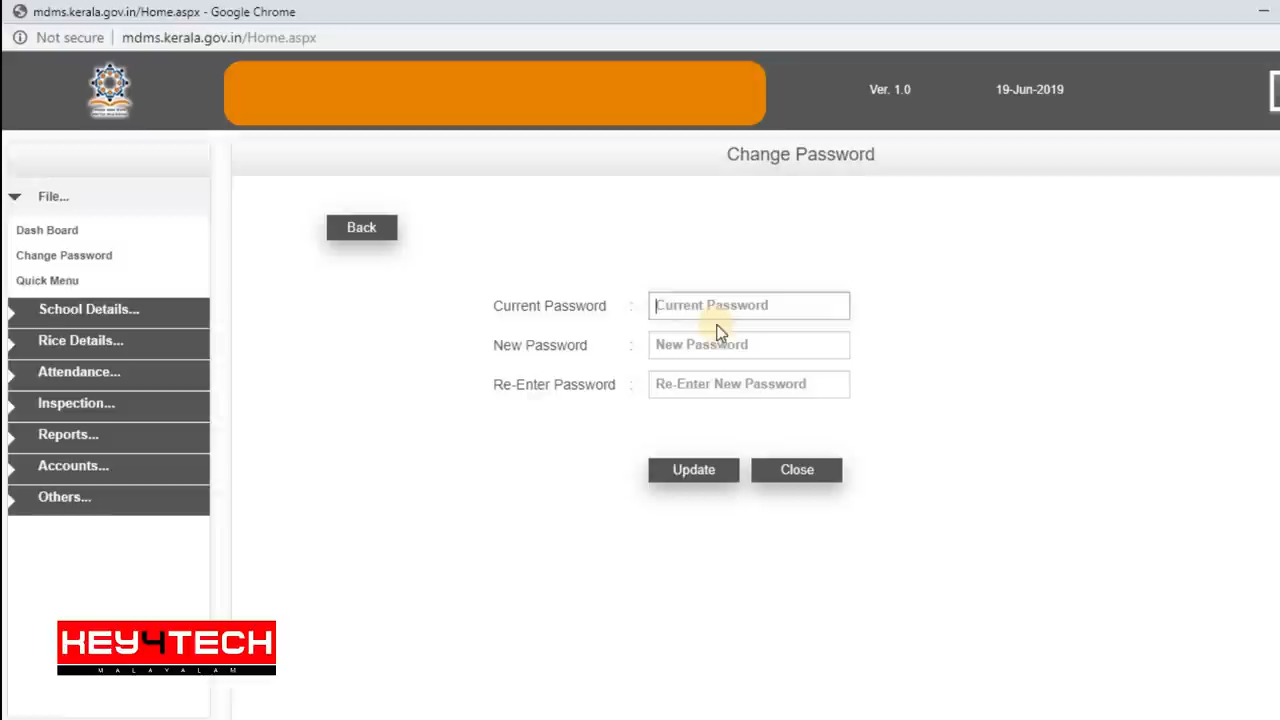 mdms.kerala.gov.in/Home.aspx - Google Chrome
Not secure mdms.kerala.gov.in/Home.aspx
Ver. 1.0 19-Jun-2019
Change Password
File...
Dash Board
Change Password
Quick Menu
School Details...
Rice Details...
Attendance...
Inspection...
Reports...
Accounts...
Others...
Back
Current Password : Current Password
New Password : New Password
Re-Enter Password : Re-Enter New Password
Update Close
KEY4TECH
MALAYALAM